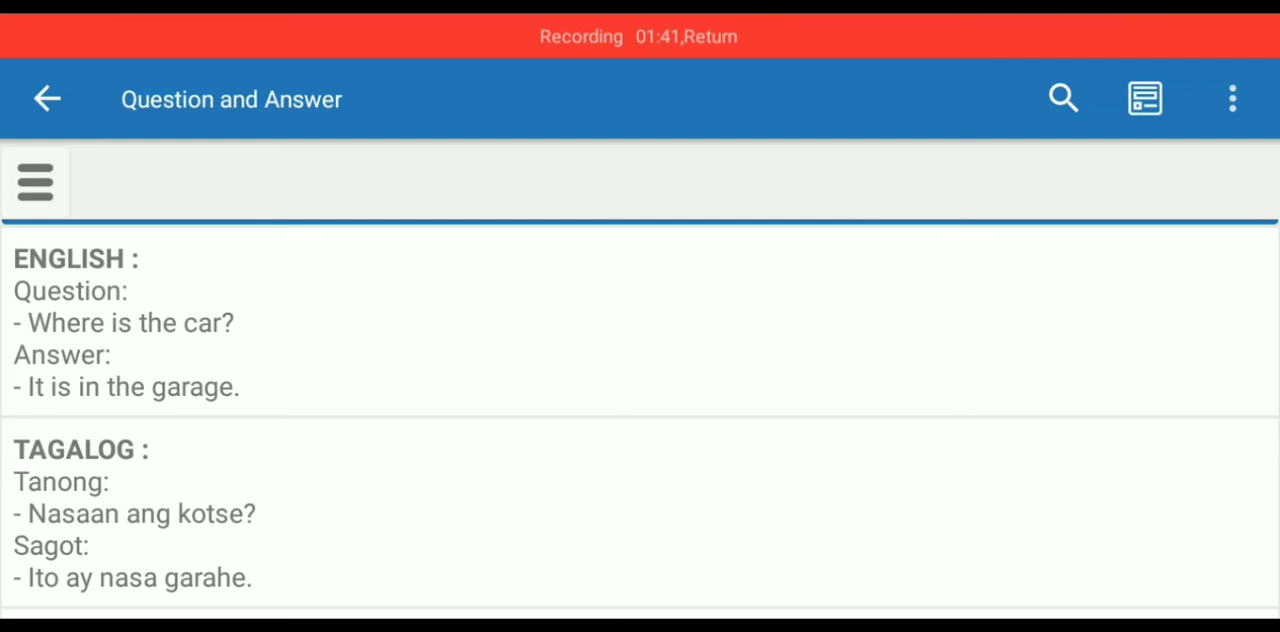 Recording 01:41,Return
Question and Answer
ENGLISH :
Question:
- Where is the car?
Answer:
- It is in the garage.
TAGALOG :
Tanong:
- Nasaan ang kotse?
Sagot:
- Ito ay nasa garahe.